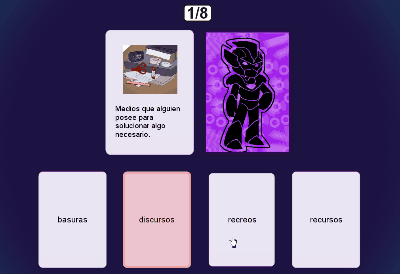 1/8
Medios que alguien
posee para
solucionar algo
necesario.
basuras
discursos
recreos
recursos